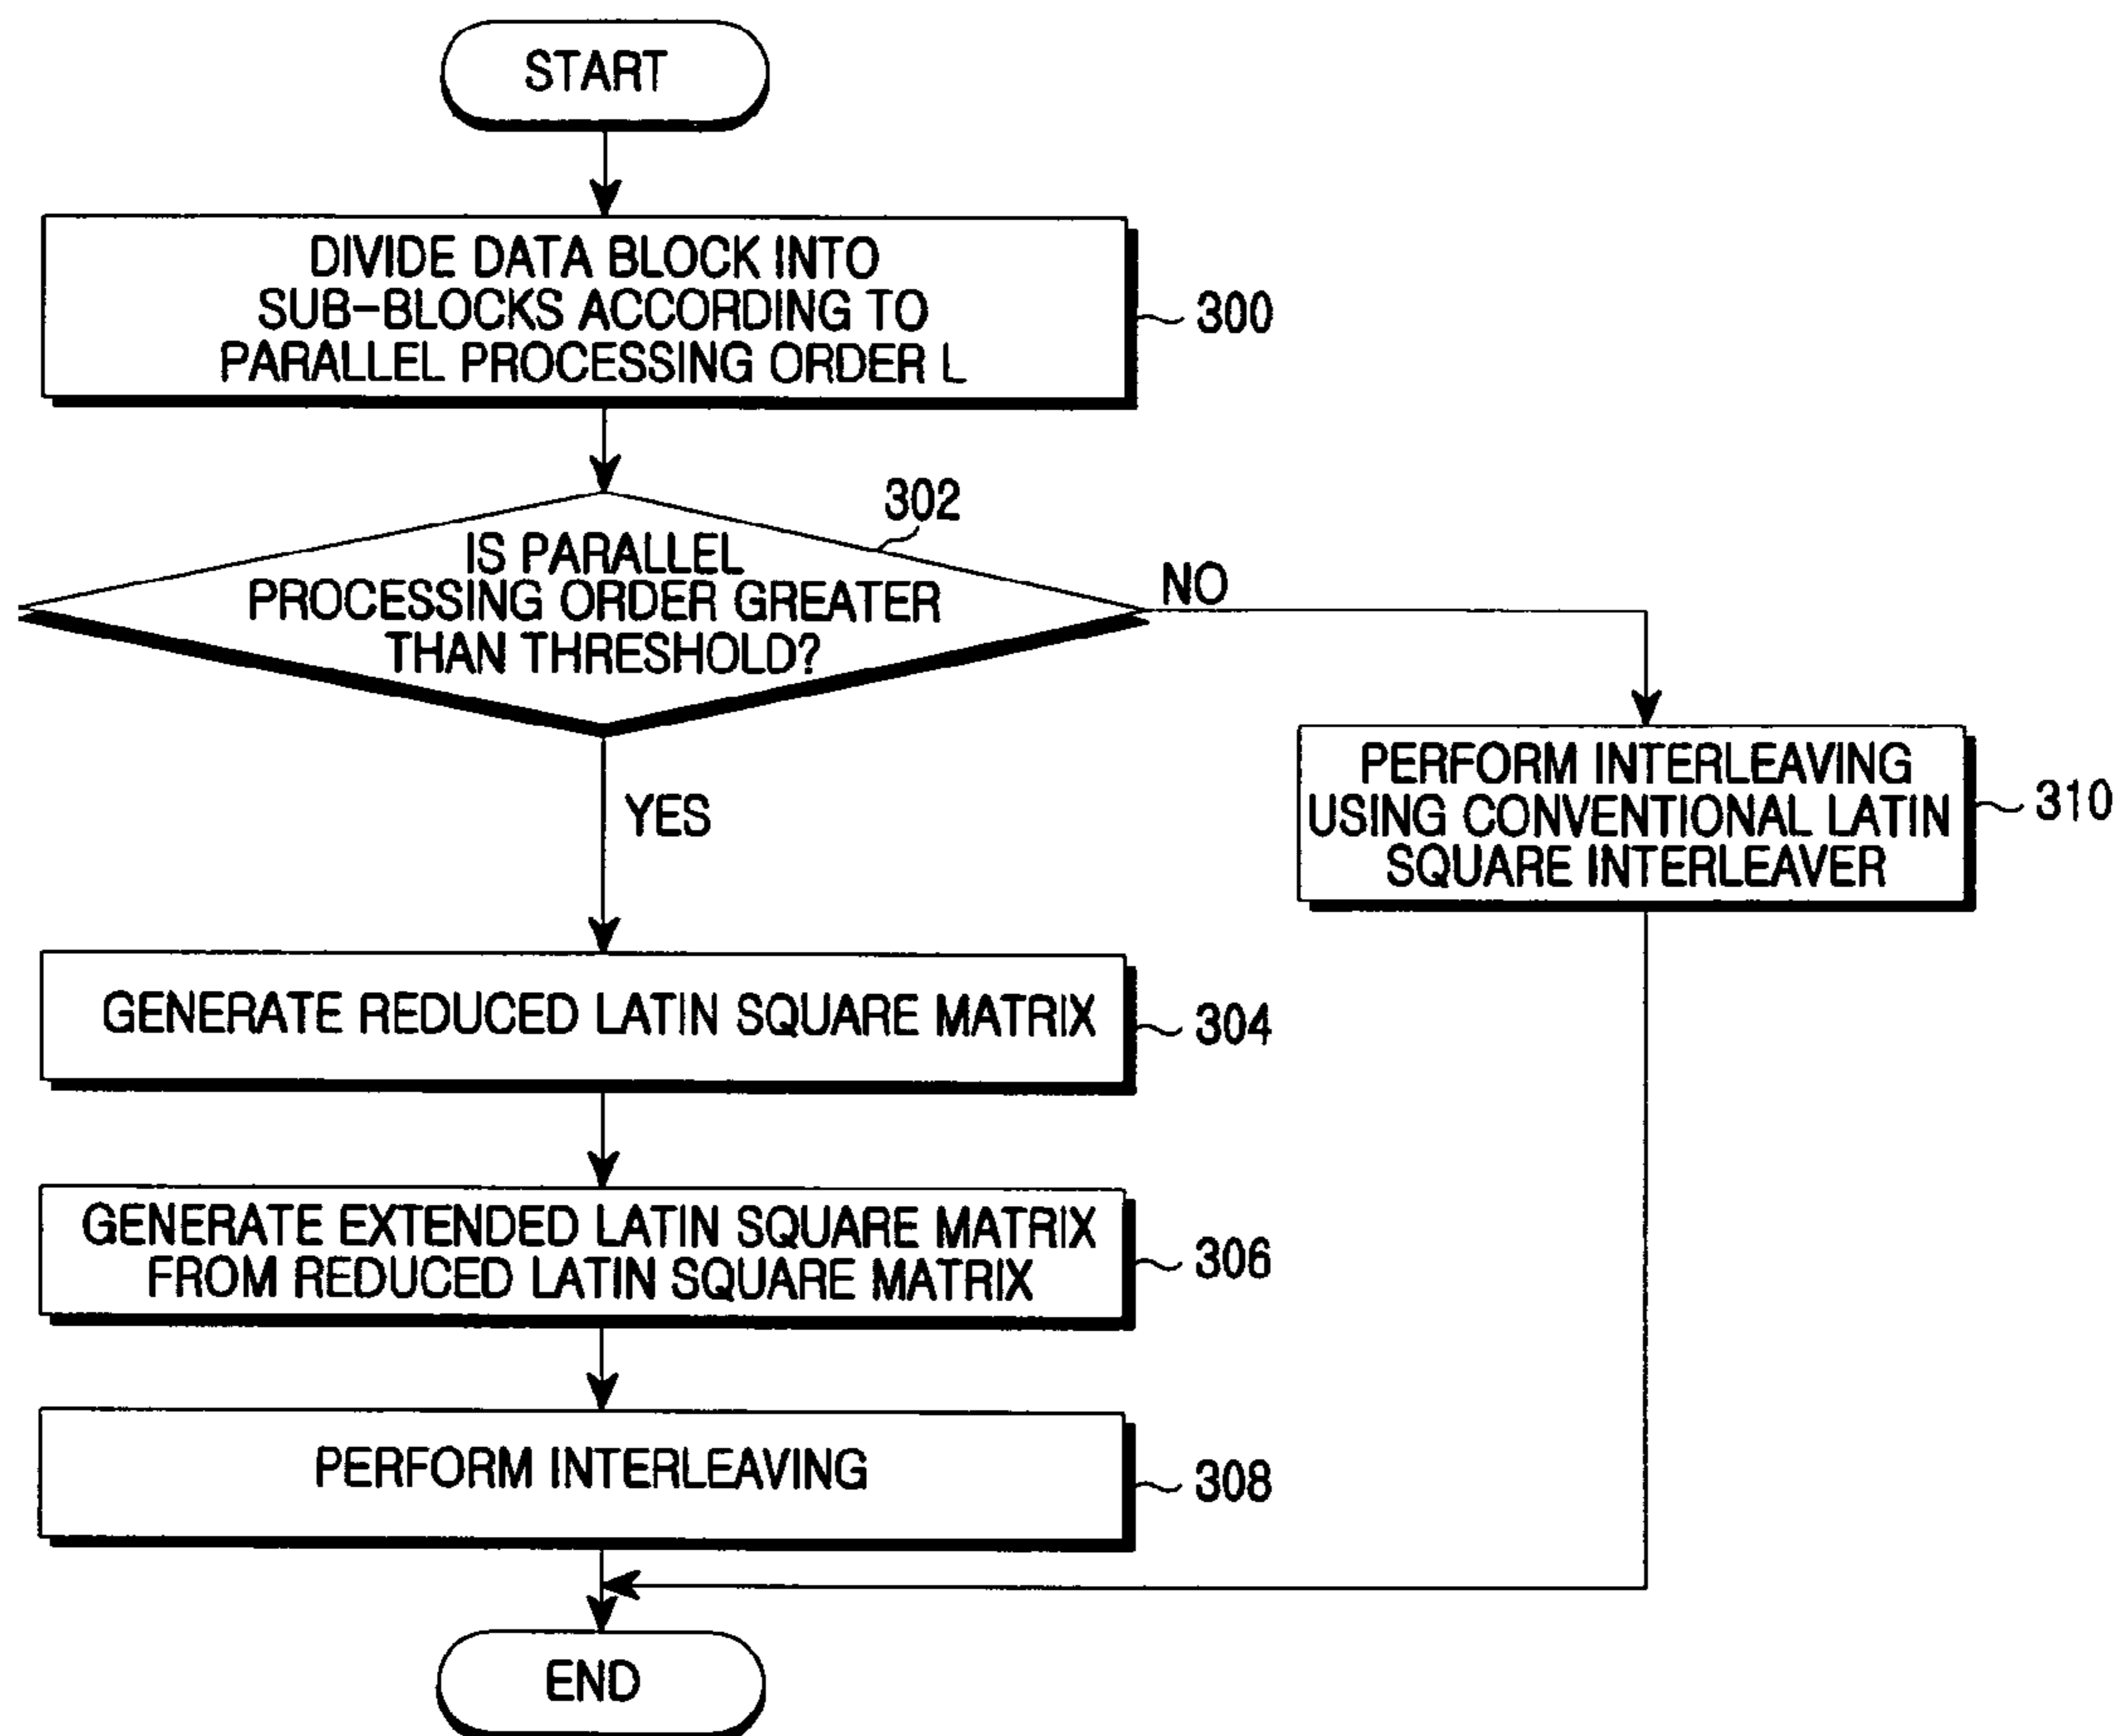 START
DIVIDE DATA BLOCK INTO
SUB-BLOCKS ACCORDING TO
PARALLEL PROCESSING ORDER L
300
302
IS PARALLEL
PROCESSING ORDER GREATER
THAN THRESHOLD?
NO
YES
PERFORM INTERLEAVING
USING CONVENTIONAL LATIN
SQUARE INTERLEAVER
310
GENERATE REDUCED LATIN SQUARE MATRIX
304
GENERATE EXTENDED LATIN SQUARE MATRIX
FROM REDUCED LATIN SQUARE MATRIX
306
PERFORM INTERLEAVING
308
END